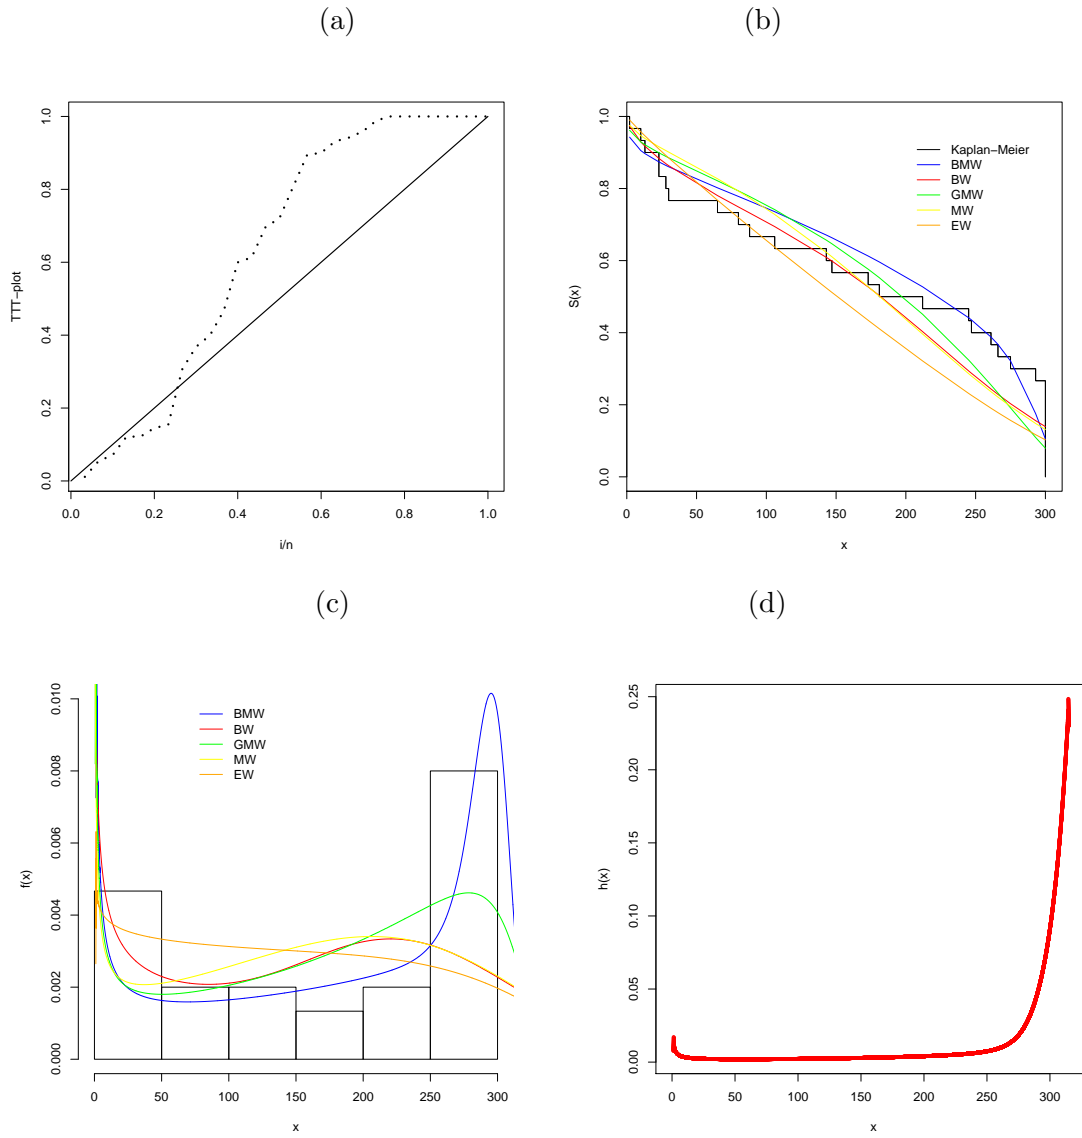 (a)
TTT−plot
1.0
0.8
0.6
0.4
0.2
0.0
0.0 0.2 0.4 0.6 0.8 1.0
i/n
(b)
S(x)
1.0
0.8
0.6
0.4
0.2
0.0
Kaplan−Meier
BMW
BW
GMW
MW
EW
0 50 100 150 200 250 300
x
(c)
f(x)
0.010
0.008
0.006
0.004
0.002
0.000
BMW
BW
GMW
MW
EW
0 50 100 150 200 250 300
x
(d)
h(x)
0.25
0.20
0.15
0.10
0.05
0.00
0 50 100 150 200 250 300
x